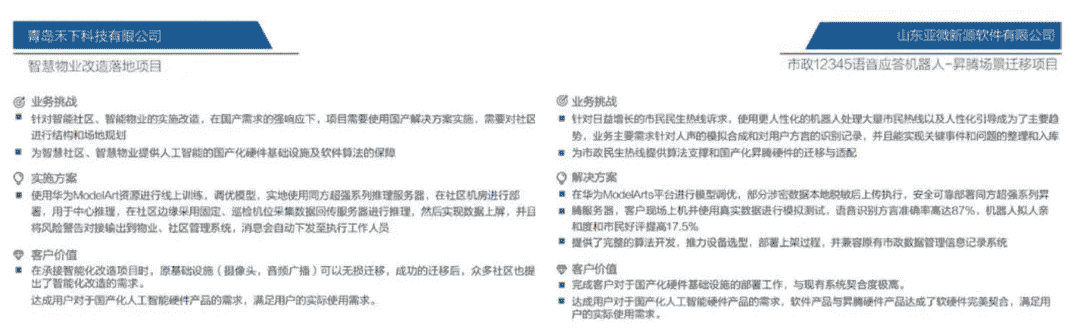 青岛禾下科技有限公司
智慧物业改造落地项目
业务挑战
针对智能社区、智能物业的实施改造，在国产需求的强响应下，项目需要使用国产解决方案实施，需要对社区
进行结构和场地规划
为智慧社区、智慧物业提供人工智能的国产化硬件基础设施及软件算法的保障
实施方案
使用华为ModelArt资源进行线上训练，调优模型，实地使用同方超强系列推理服务器，在社区机房进行部
署，用于中心推理，在社区边缘采用固定、巡检机位采集数据回传服务器进行推理，然后实现数据上屏，并且
将风险警告对接输出到物业、社区管理系统，消息会自动下发至执行工作人员
客户价值
在承接智能化改造项目时，原基础设施（摄像头，音频广播）可以无损迁移，成功的迁移后，众多社区也提
出了智能化改造的需求。
达成用户对于国产化人工智能硬件产品的需求，满足用户的实际使用需求。
山东亚微新源软件有限公司
市政12345语音应答机器人-昇腾场景迁移项目
业务挑战
针对日益增长的市民民生热线诉求，使用更人性化的机器人处理大量市民热线以及人性化引导成为了主要趋
势，业务主要需求针对人声的模拟合成和对用户方言的识别记录，并且能实现关键事件和问题的整理和入库
为市政民生热线提供算法支撑和国产化昇腾硬件的迁移与适配
解决方案
在华为ModelArts平台进行模型调优，部分涉密数据本地脱敏后上传执行，安全可靠部署同方超强系列昇
腾服务器，客户现场上机并使用真实数据进行模拟测试，语音识别方言准确率高达87%，机器人拟人亲
和度和市民好评提高17.5%
提供了完整的算法开发，推力设备选型，部署上架过程，并兼容原有市政数据管理信息记录系统
客户价值
完成客户对于国产化硬件基础设施的部署工作，与现有系统契合度极高。
达成用户对于国产化人工智能硬件产品的需求，软件产品与昇腾硬件产品达成了软硬件完美契合，满足用
户的实际使用需求。